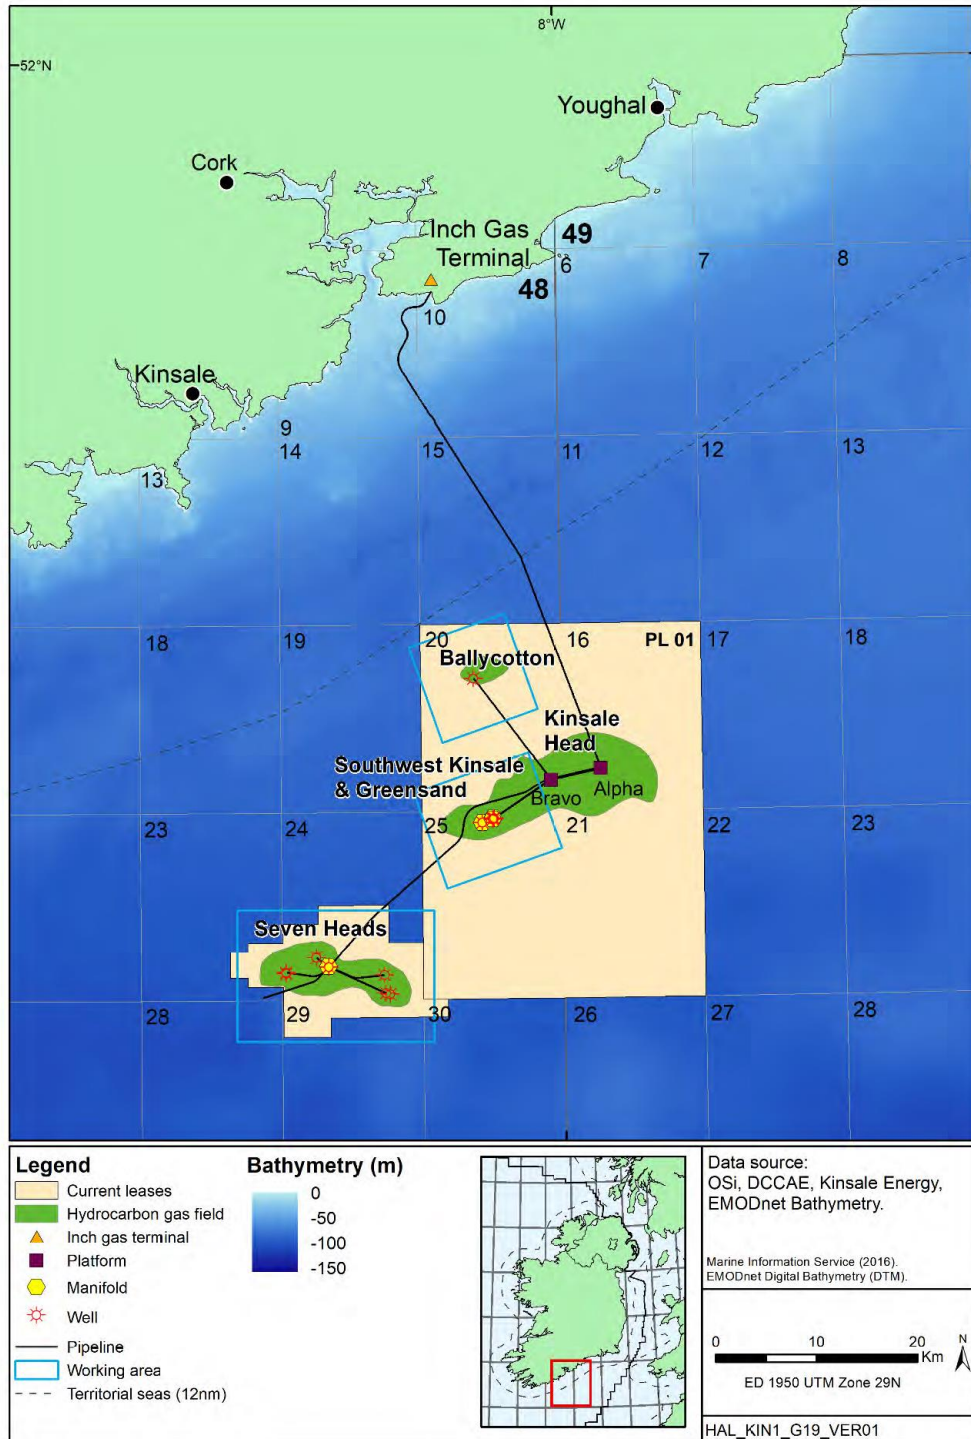 8°W
52°N
Youghal
Cork
Inch Gas
Terminal
49
48
6
7
8
10
Kinsale
9
14
15
11
12
13
13
18
19
20
16
PL 01
17
18
Ballycotton
Kinsale
Head
Southwest Kinsale
& Greensand
Bravo
Alpha
23
24
25
21
22
23
Seven Heads
28
29
30
26
27
28
Legend
Current leases
Hydrocarbon gas field
Inch gas terminal
Platform
Manifold
Well
Pipeline
Working area
Territorial seas (12nm)
Bathymetry (m)
0
-50
-100
-150
Data source:
OSi, DCCAE, Kinsale Energy,
EMODnet Bathymetry.
Marine Information Service (2016).
EMODnet Digital Bathymetry (DTM).
0 10 20
Km
N
ED 1950 UTM Zone 29N
HAL_KIN1_G19_VER01